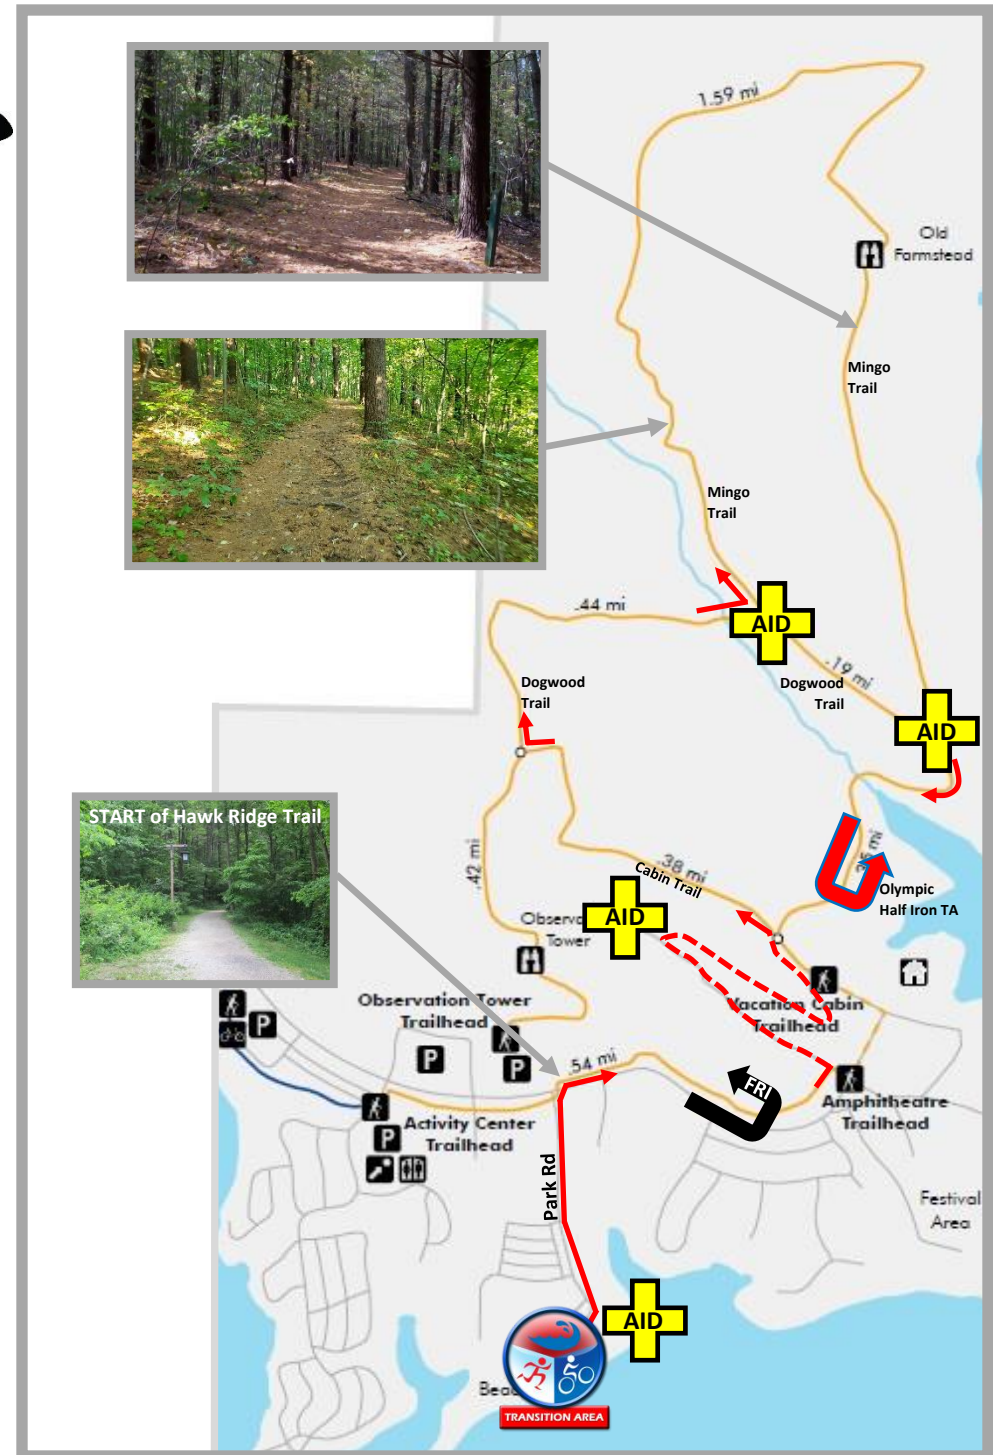 1.59 mi
Old
Farmstead
Mingo
Trail
Mingo
Trail
AID
.44 mi
.19 mi
Dogwood
Trail
Dogwood
Trail
AID
START of Hawk Ridge Trail
.42 mi
.38 mi
Cabin Trail
Olympic
Half Iron TA
AID
Tower
Vacation Cabin
Trailhead
Observation Tower
Trailhead
P
P
P
.54 mi
FRI
Amphitheatre
Trailhead
Activity Center
Trailhead
P
Park Rd
Festival
Area
AID
TRANSITION AREA